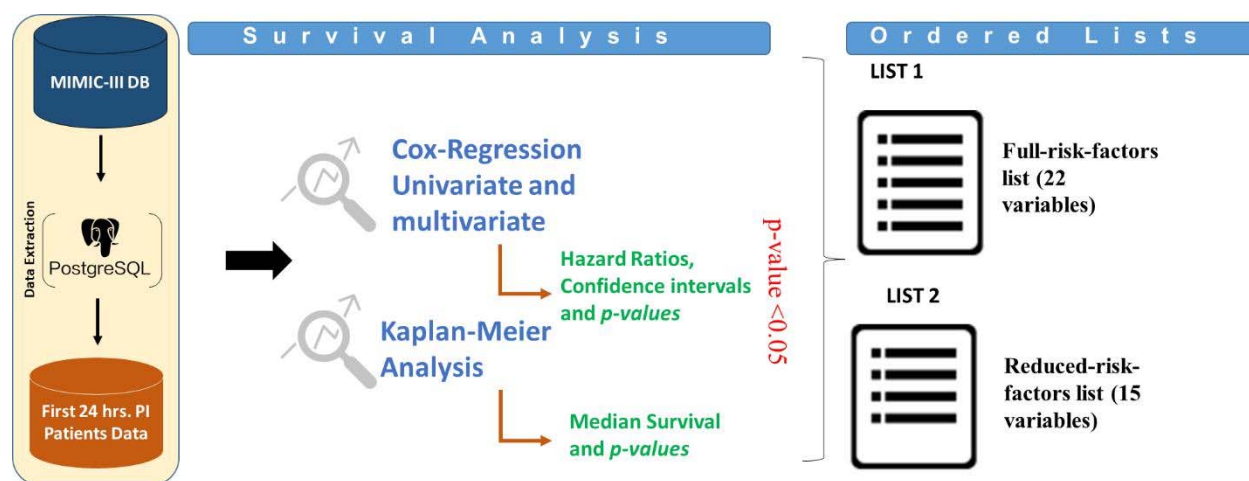 MIMIC-III DB
Data Extraction
PostgreSQL
First 24 hrs. PI
Patients Data
Survival Analysis
Cox-Regression
Univariate and
multivariate
Hazard Ratios,
Confidence intervals
and p-values
Kaplan-Meier
Analysis
Median Survival
and p-values
p-value <0.05
Ordered Lists
LIST 1
Full-risk-factors
list (22
variables)
LIST 2
Reduced-risk-
factors list (15
variables)